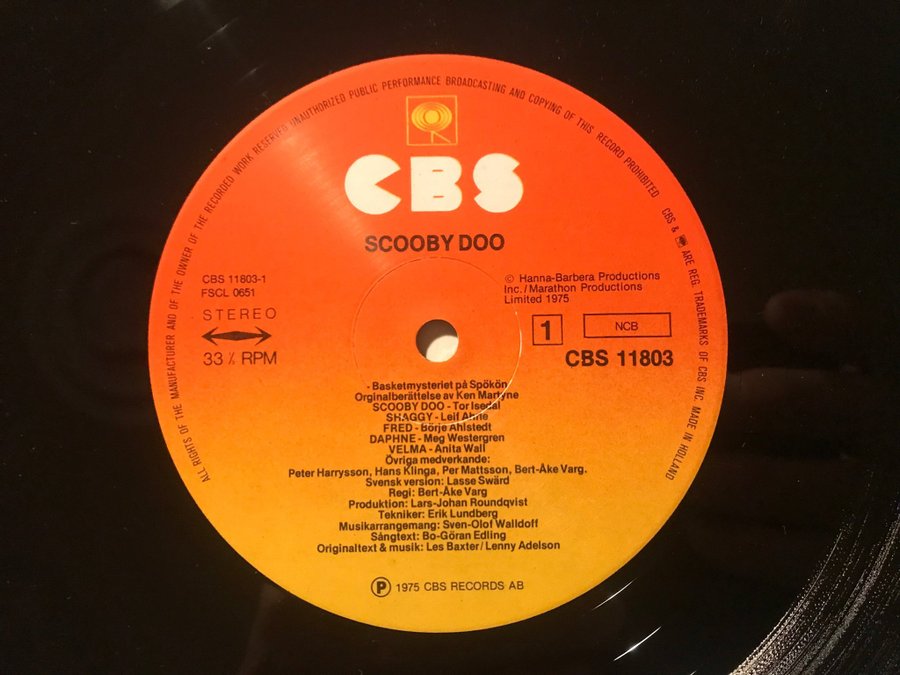 ALL RIGHTS OF THE MANUFACTURER AND OF THE OWNER OF THE RECORDED WORK RESERVED UNAUTHORIZED PUBLIC PERFORMANCE BROADCASTING AND COPYING OF THIS RECORD PROHIBITED CBS & ARE REG. TRADEMARKS OF CBS INC. MADE IN HOLLAND
CBS
SCOOBY DOO
CBS 11803-1
FSCL 0651
STEREO
33⅓ RPM
© Hanna-Barbera Productions
Inc./Marathon Productions
Limited 1975
1
NCB
CBS 11803
- Basketmysteriet på Spökön
Orginalberättelse av Ken Martyne
SCOOBY DOO - Tor Isedal
SHAGGY - Leif Ahrle
FRED - Börje Ahlstedt
DAPHNE - Meg Westergren
VELMA - Anita Wall
Övriga medverkande:
Peter Harrysson, Hans Klinga, Per Mattsson, Bert-Åke Varg.
Svensk version: Lasse Swärd
Regi: Bert-Åke Varg
Produktion: Lars-Johan Roundqvist
Tekniker: Erik Lundberg
Musikarrangemang: Sven-Olof Walldoff
Sångtext: Bo-Göran Edling
Originaltext & musik: Les Baxter/Lenny Adelson
Ⓟ 1975 CBS RECORDS AB